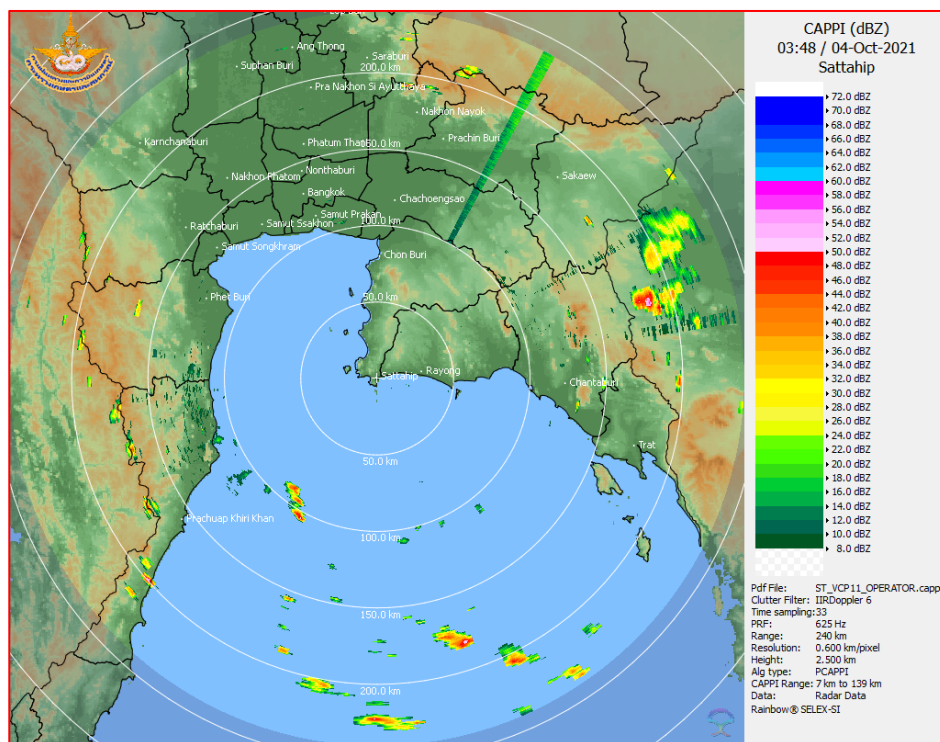 CAPPI (dBZ)
03:48 / 04-Oct-2021
Sattahip
72.0 dBZ
70.0 dBZ
68.0 dBZ
66.0 dBZ
64.0 dBZ
62.0 dBZ
60.0 dBZ
58.0 dBZ
56.0 dBZ
54.0 dBZ
52.0 dBZ
50.0 dBZ
48.0 dBZ
46.0 dBZ
44.0 dBZ
42.0 dBZ
40.0 dBZ
38.0 dBZ
36.0 dBZ
34.0 dBZ
32.0 dBZ
30.0 dBZ
28.0 dBZ
26.0 dBZ
24.0 dBZ
22.0 dBZ
20.0 dBZ
18.0 dBZ
16.0 dBZ
14.0 dBZ
12.0 dBZ
10.0 dBZ
8.0 dBZ
Pdf File: ST_VCP11_OPERATOR.capp
Clutter Filter: IIRDoppler 6
Time sampling:33
PRF: 625 Hz
Range: 240 km
Resolution: 0.600 km/pixel
Height: 2.500 km
Alg type: PCAPPI
CAPPI Range: 7 km to 139 km
Data: Radar Data
Rainbow® SELEX-SI
Ang Thong
Saraburi
Suphan Buri
200.0 km
Pra Nakhon Si Ayutthaya
Nakhon Nayok
Karnchanaburi
Phatum Thani
150.0 km
Prachin Buri
Nonthaburi
Nakhon Phatom
Sakaew
Bangkok
Chachoengsao
Samut Prakan
100.0 km
Ratchaburi
Samut Ssakhon
Samut Songkhram
Chon Buri
Phet Buri
50.0 km
Sattahip
Rayong
Chantaburi
Trat
50.0 km
Prachuap Khiri Khan
100.0 km
150.0 km
200.0 km